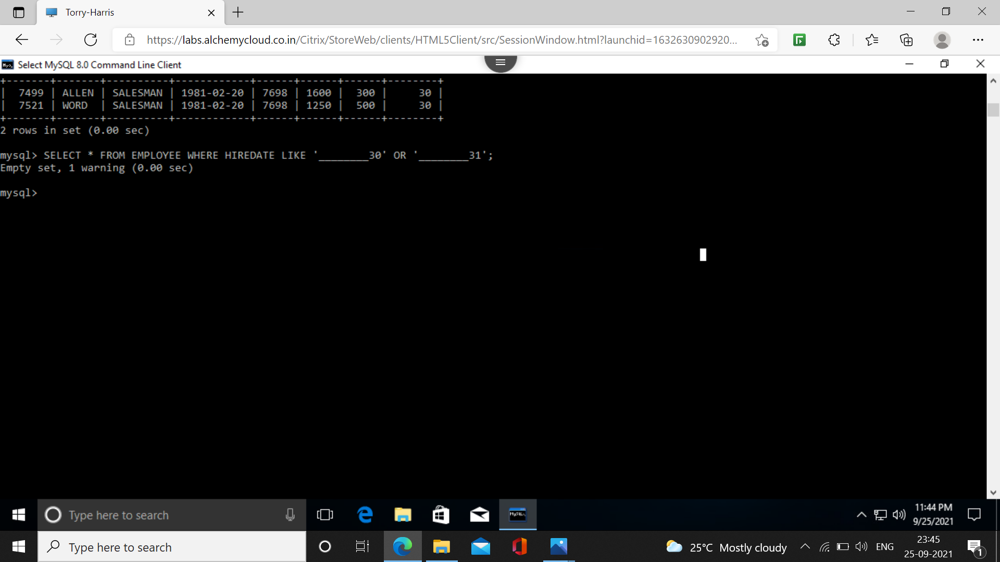 Torry-Harris
https://labs.alchemycloud.co.in/Citrix/StoreWeb/clients/HTML5Client/src/SessionWindow.html?launchid=1632630902920...
Select MySQL 8.0 Command Line Client
+-------+-------+----------+------------+------+------+------+--------+
|  7499 | ALLEN | SALESMAN | 1981-02-20 | 7698 | 1600 |  300 |     30 |
|  7521 | WORD  | SALESMAN | 1981-02-20 | 7698 | 1250 |  500 |     30 |
+-------+-------+----------+------------+------+------+------+--------+
2 rows in set (0.00 sec)
mysql> SELECT * FROM EMPLOYEE WHERE HIREDATE LIKE '________30' OR '________31';
Empty set, 1 warning (0.00 sec)
mysql>
Type here to search
11:44 PM
9/25/2021
Type here to search
25°C Mostly cloudy
ENG
23:45
25-09-2021
1